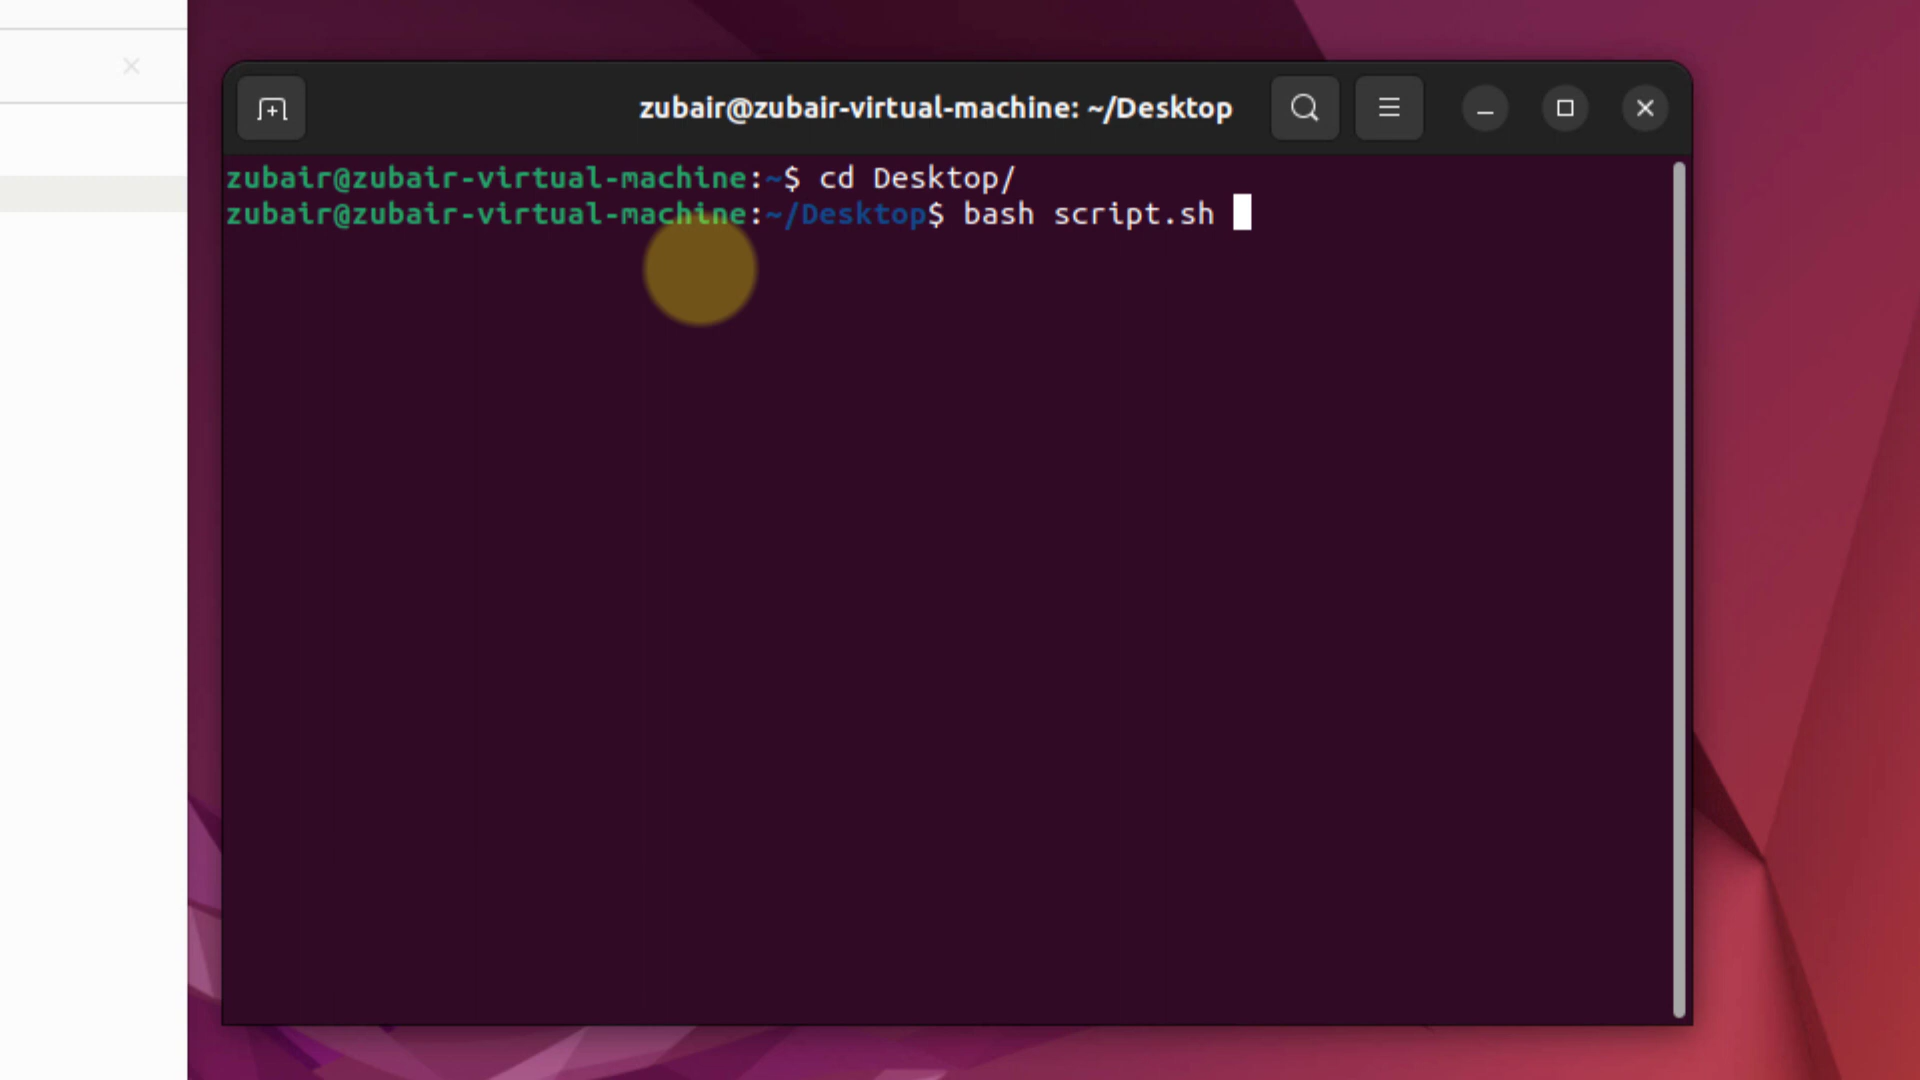 zubair@zubair-virtual-machine: ~/Desktop
zubair@zubair-virtual-machine:~$ cd Desktop/
zubair@zubair-virtual-machine:~/Desktop$ bash script.sh